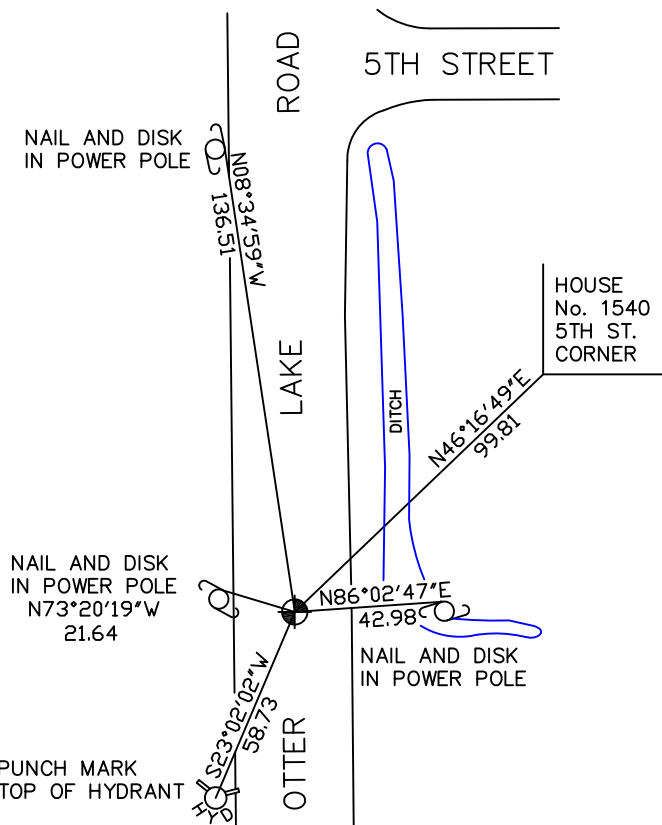 ROAD
5TH STREET
NAIL AND DISK
IN POWER POLE
N08°34'59"W
136.51
HOUSE
No. 1540
5TH ST.
CORNER
LAKE
DITCH
N46°16'49"E
99.81
NAIL AND DISK
IN POWER POLE
N73°20'19"W
21.64
N86°02'47"E
42.98
NAIL AND DISK
IN POWER POLE
S23°02'02"W
58.73
OTTER
PUNCH MARK
TOP OF HYDRANT
HYD